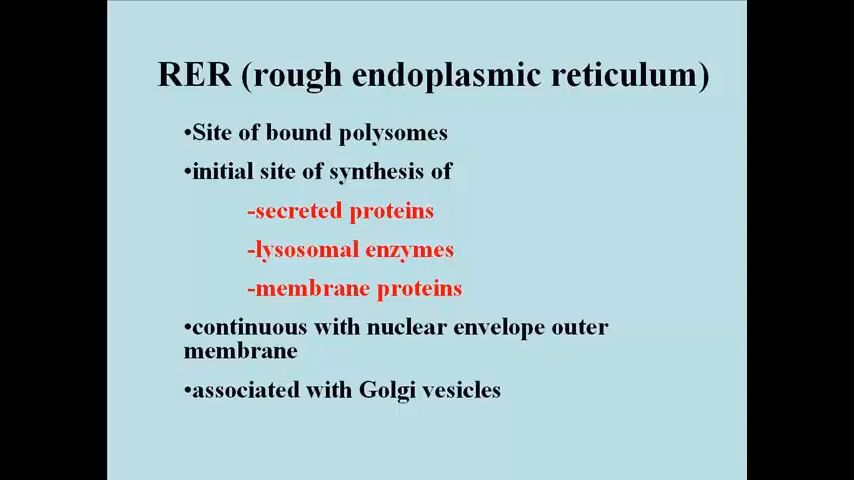 RER (rough endoplasmic reticulum)
•Site of bound polysomes
•initial site of synthesis of
-secreted proteins
-lysosomal enzymes
-membrane proteins
•continuous with nuclear envelope outer
membrane
•associated with Golgi vesicles